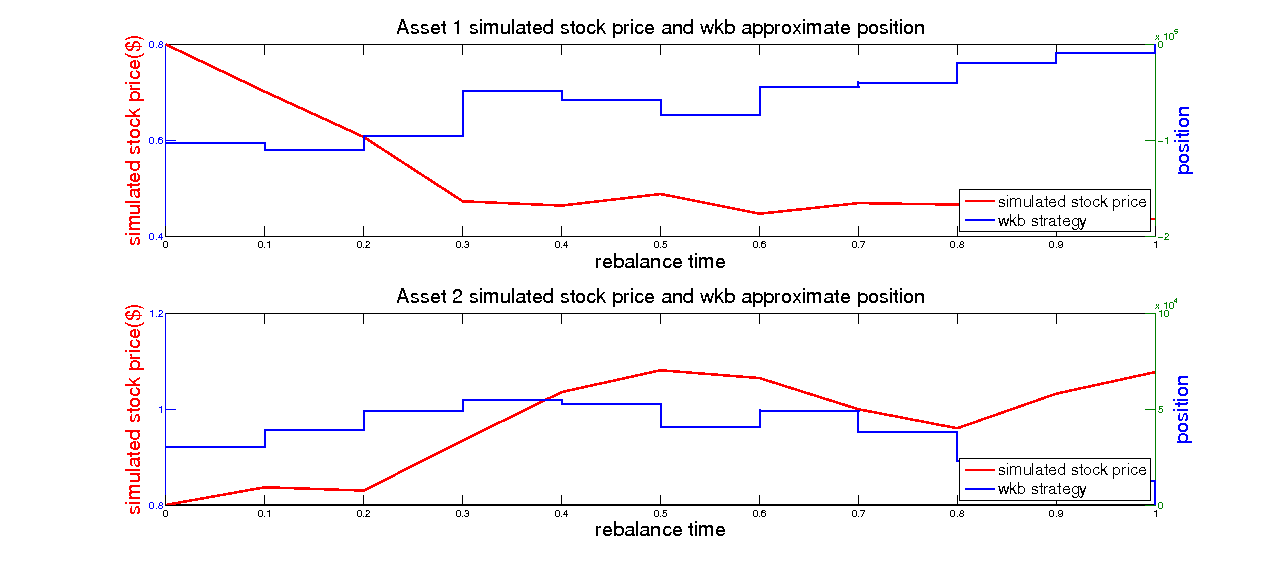 Asset 1 simulated stock price and wkb approximate position
x 10^5
0.8
0.6
0.4
simulated stock price($)
0
-1
-2
position
simulated stock price
wkb strategy
0 0.1 0.2 0.3 0.4 0.5 0.6 0.7 0.8 0.9 1
rebalance time
Asset 2 simulated stock price and wkb approximate position
x 10^4
1.2
1
0.8
simulated stock price($)
10
5
0
position
simulated stock price
wkb strategy
0 0.1 0.2 0.3 0.4 0.5 0.6 0.7 0.8 0.9 1
rebalance time